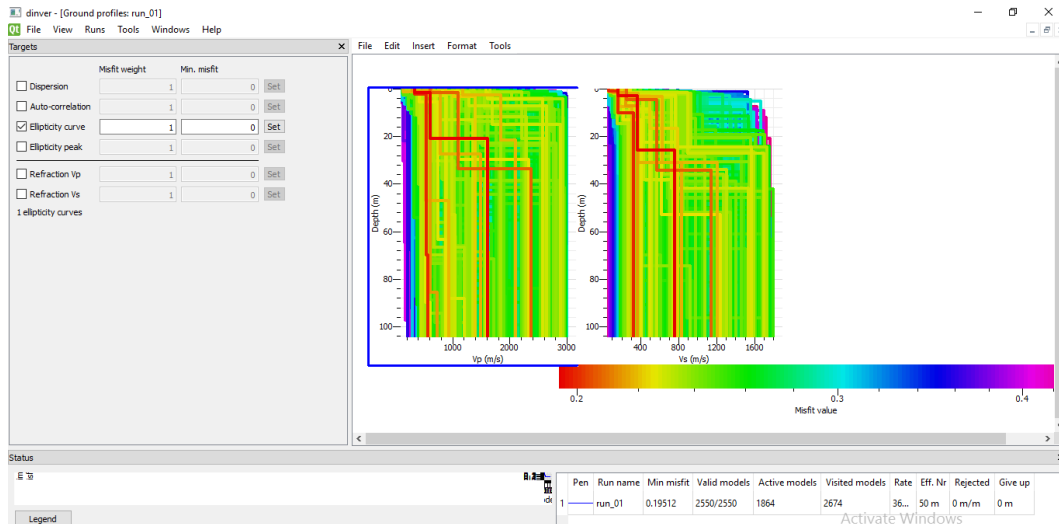 dinver - [Ground profiles: run_01]
File View Runs Tools Windows Help
Targets
File Edit Insert Format Tools
Misfit weight Min. misfit
Dispersion 1 0 Set
Auto-correlation 1 0 Set
Ellipticity curve 1 0 Set
Ellipticity peak 1 0 Set
Refraction Vp 1 0 Set
Refraction Vs 1 0 Set
1 ellipticity curves
0 20 40 60 80 100
Depth (m)
1000 2000 3000
Vp (m/s)
0 20 40 60 80 100
Depth (m)
400 800 1200 1600
Vs (m/s)
0.2 0.3 0.4
Misfit value
Status
Pen Run name Min misfit Valid models Active models Visited models Rate Eff. Nr Rejected Give up
1 run_01 0.19512 2550/2550 1864 2674 36... 50 m 0 m/m 0 m
Legend
Activate Windows